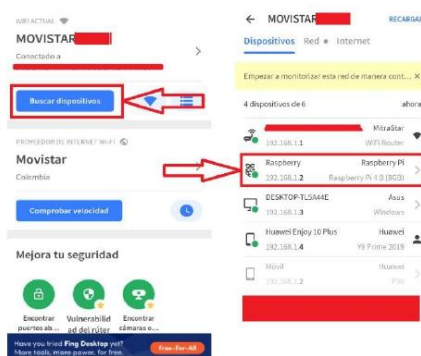 WIFI ACTUAL
MOVISTAR
Conectado a
Buscar dispositivos
PROVEEDOR DE INTERNET WI-FI
Movistar
Colombia
Comprobar velocidad
Mejora tu seguridad
Encontrar puertos ab...
Vulnerabilid ad del rúter
Encontrar cámaras o...
Have you tried Fing Desktop yet?
More tools, more power, for free.
Free-For-All
MOVISTAR
RECARGAR
Dispositivos Red Internet
Empezar a monitorizar esta red de manera cont... ×
4 dispositivos de 6 ahora
MitraStar
192.168.1.1 WiFi Router
Raspberry Raspberry Pi
192.168.1.2 Raspberry Pi 4 B (8GB)
DESKTOP-TL5A44E Asus
192.168.1.3 Windows
Huawei Enjoy 10 Plus Huawei
192.168.1.4 Y9 Prime 2019
Móvil Huawei
192.168.1.2